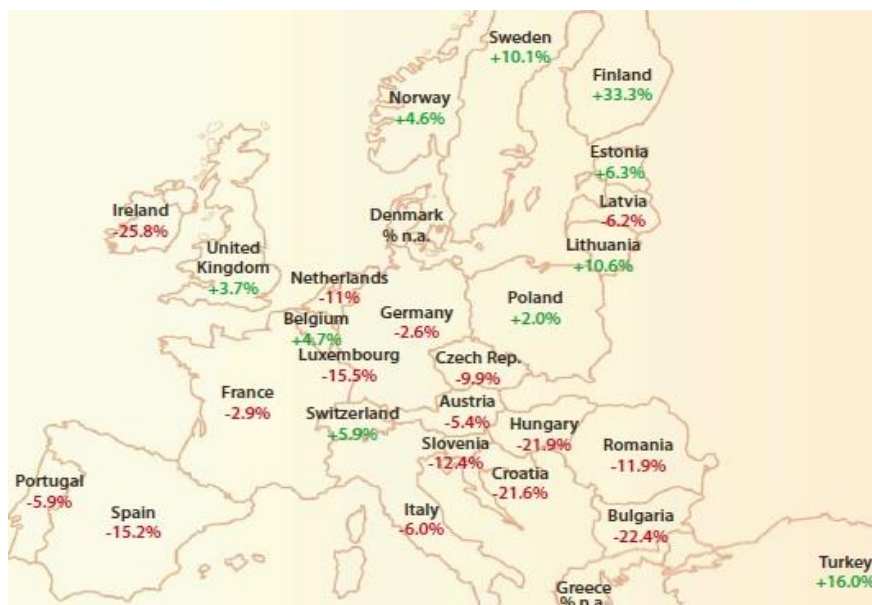 Sweden
+10.1%
Finland
+33.3%
Norway
+4.6%
Estonia
+6.3%
Latvia
-6.2%
Ireland
-25.8%
Denmark
% n.a.
Lithuania
+10.6%
United
Kingdom
+3.7%
Netherlands
-11%
Poland
+2.0%
Germany
-2.6%
Belgium
+4.7%
Luxembourg
-15.5%
Czech Rep.
-9.9%
France
-2.9%
Austria
-5.4%
Switzerland
+5.9%
Hungary
-21.9%
Slovenia
-12.4%
Romania
-11.9%
Croatia
-21.6%
Portugal
-5.9%
Spain
-15.2%
Italy
-6.0%
Bulgaria
-22.4%
Turkey
+16.0%
Greece
% n.a.